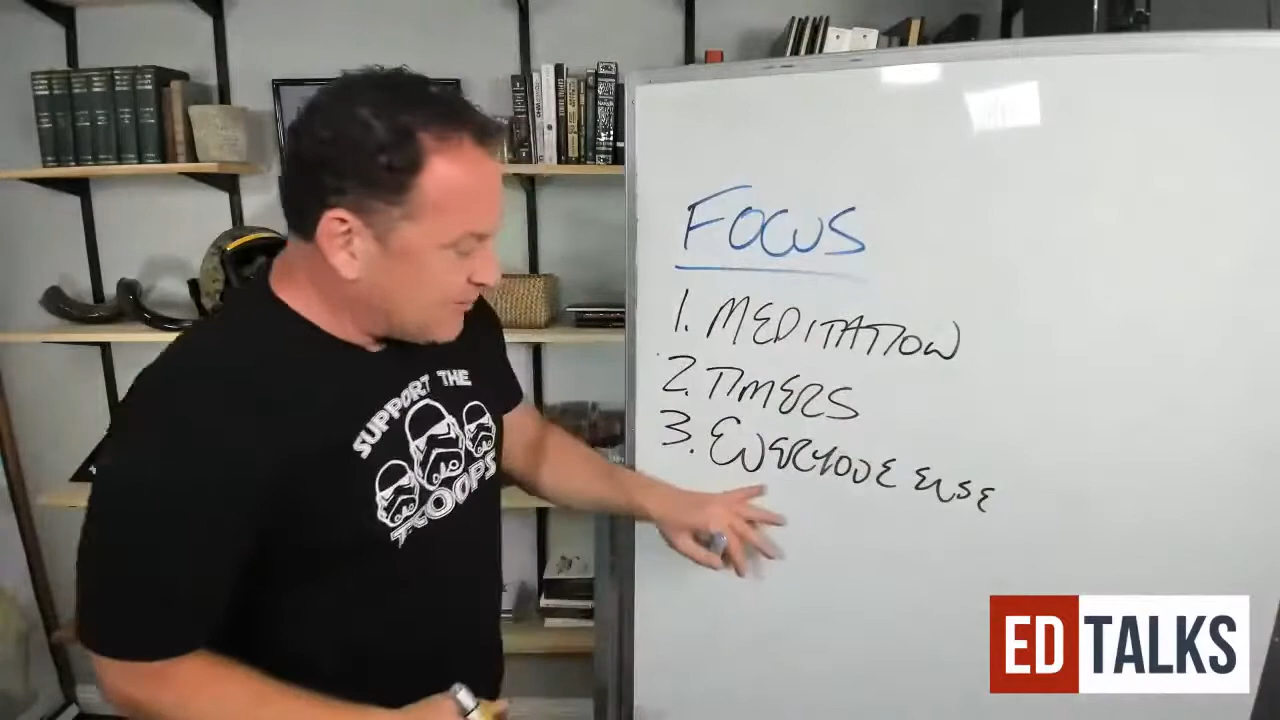 SUPPORT THE
TROOPS
FOCUS
1. MEDITATION
2. TIMERS
3. EVERYONE ELSE
ED TALKS